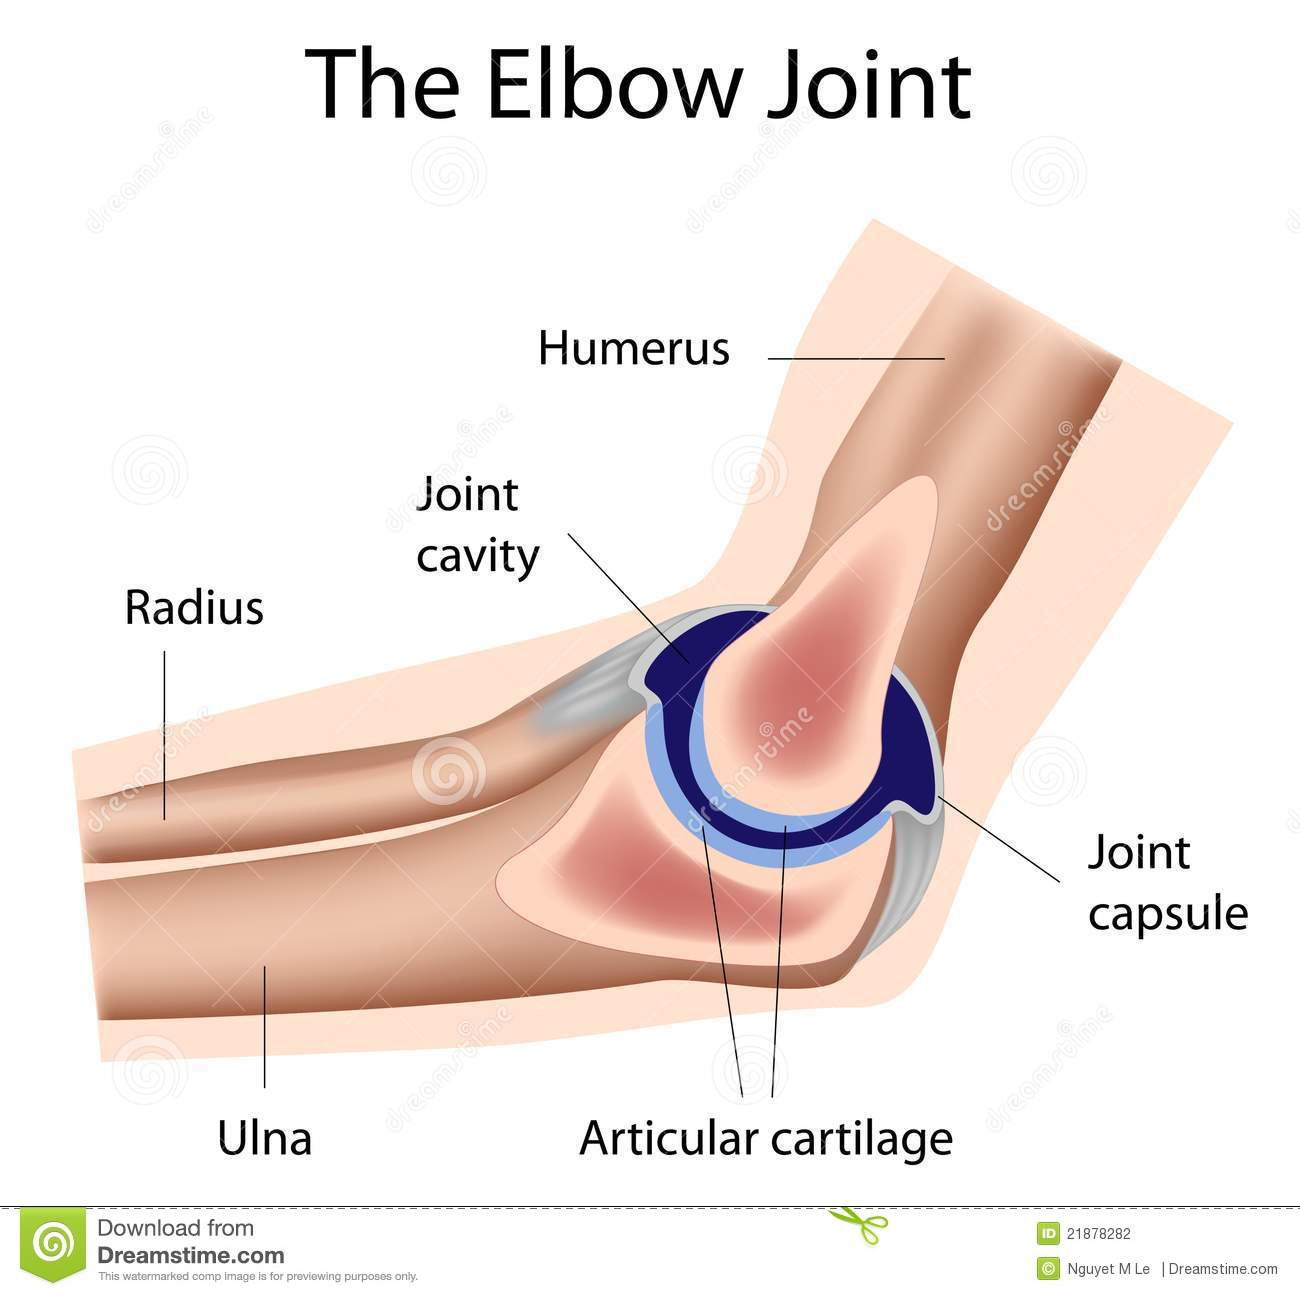 The Elbow Joint
Humerus
Joint
cavity
Radius
Joint
capsule
Ulna
Articular cartilage
dreamstime
Download from
Dreamstime.com
This watermarked comp image is for previewing purposes only.
ID 21878282
© Nguyet M Le | Dreamstime.com